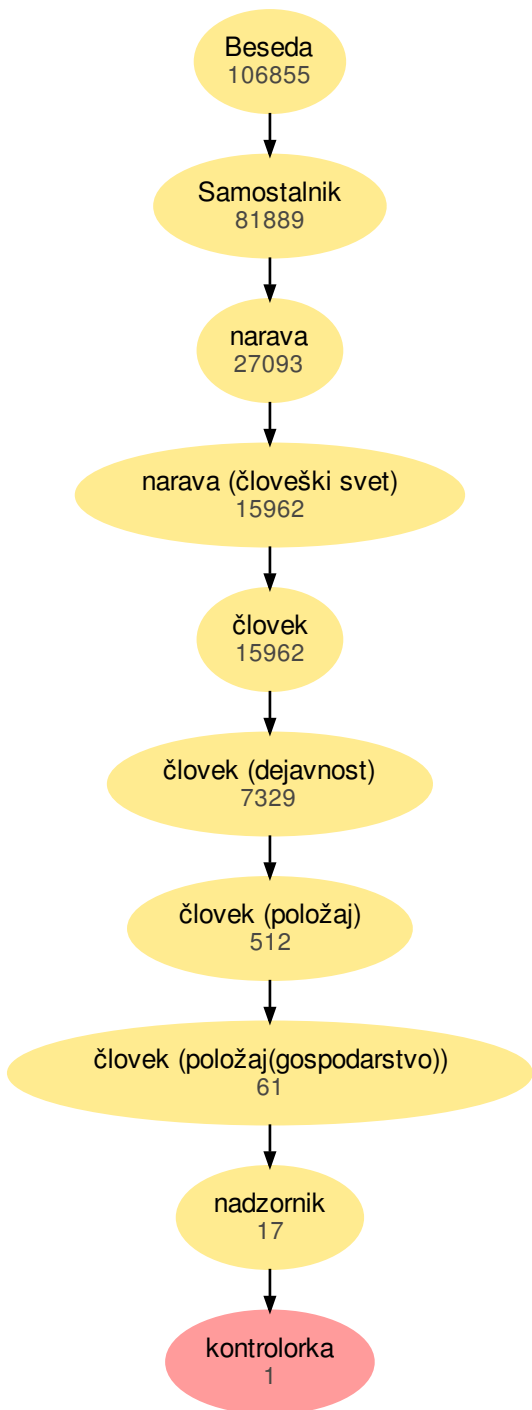 Beseda
106855
Samostalnik
81889
narava
27093
narava (človeški svet)
15962
človek
15962
človek (dejavnost)
7329
človek (položaj)
512
človek (položaj(gospodarstvo))
61
nadzornik
17
kontrolorka
1